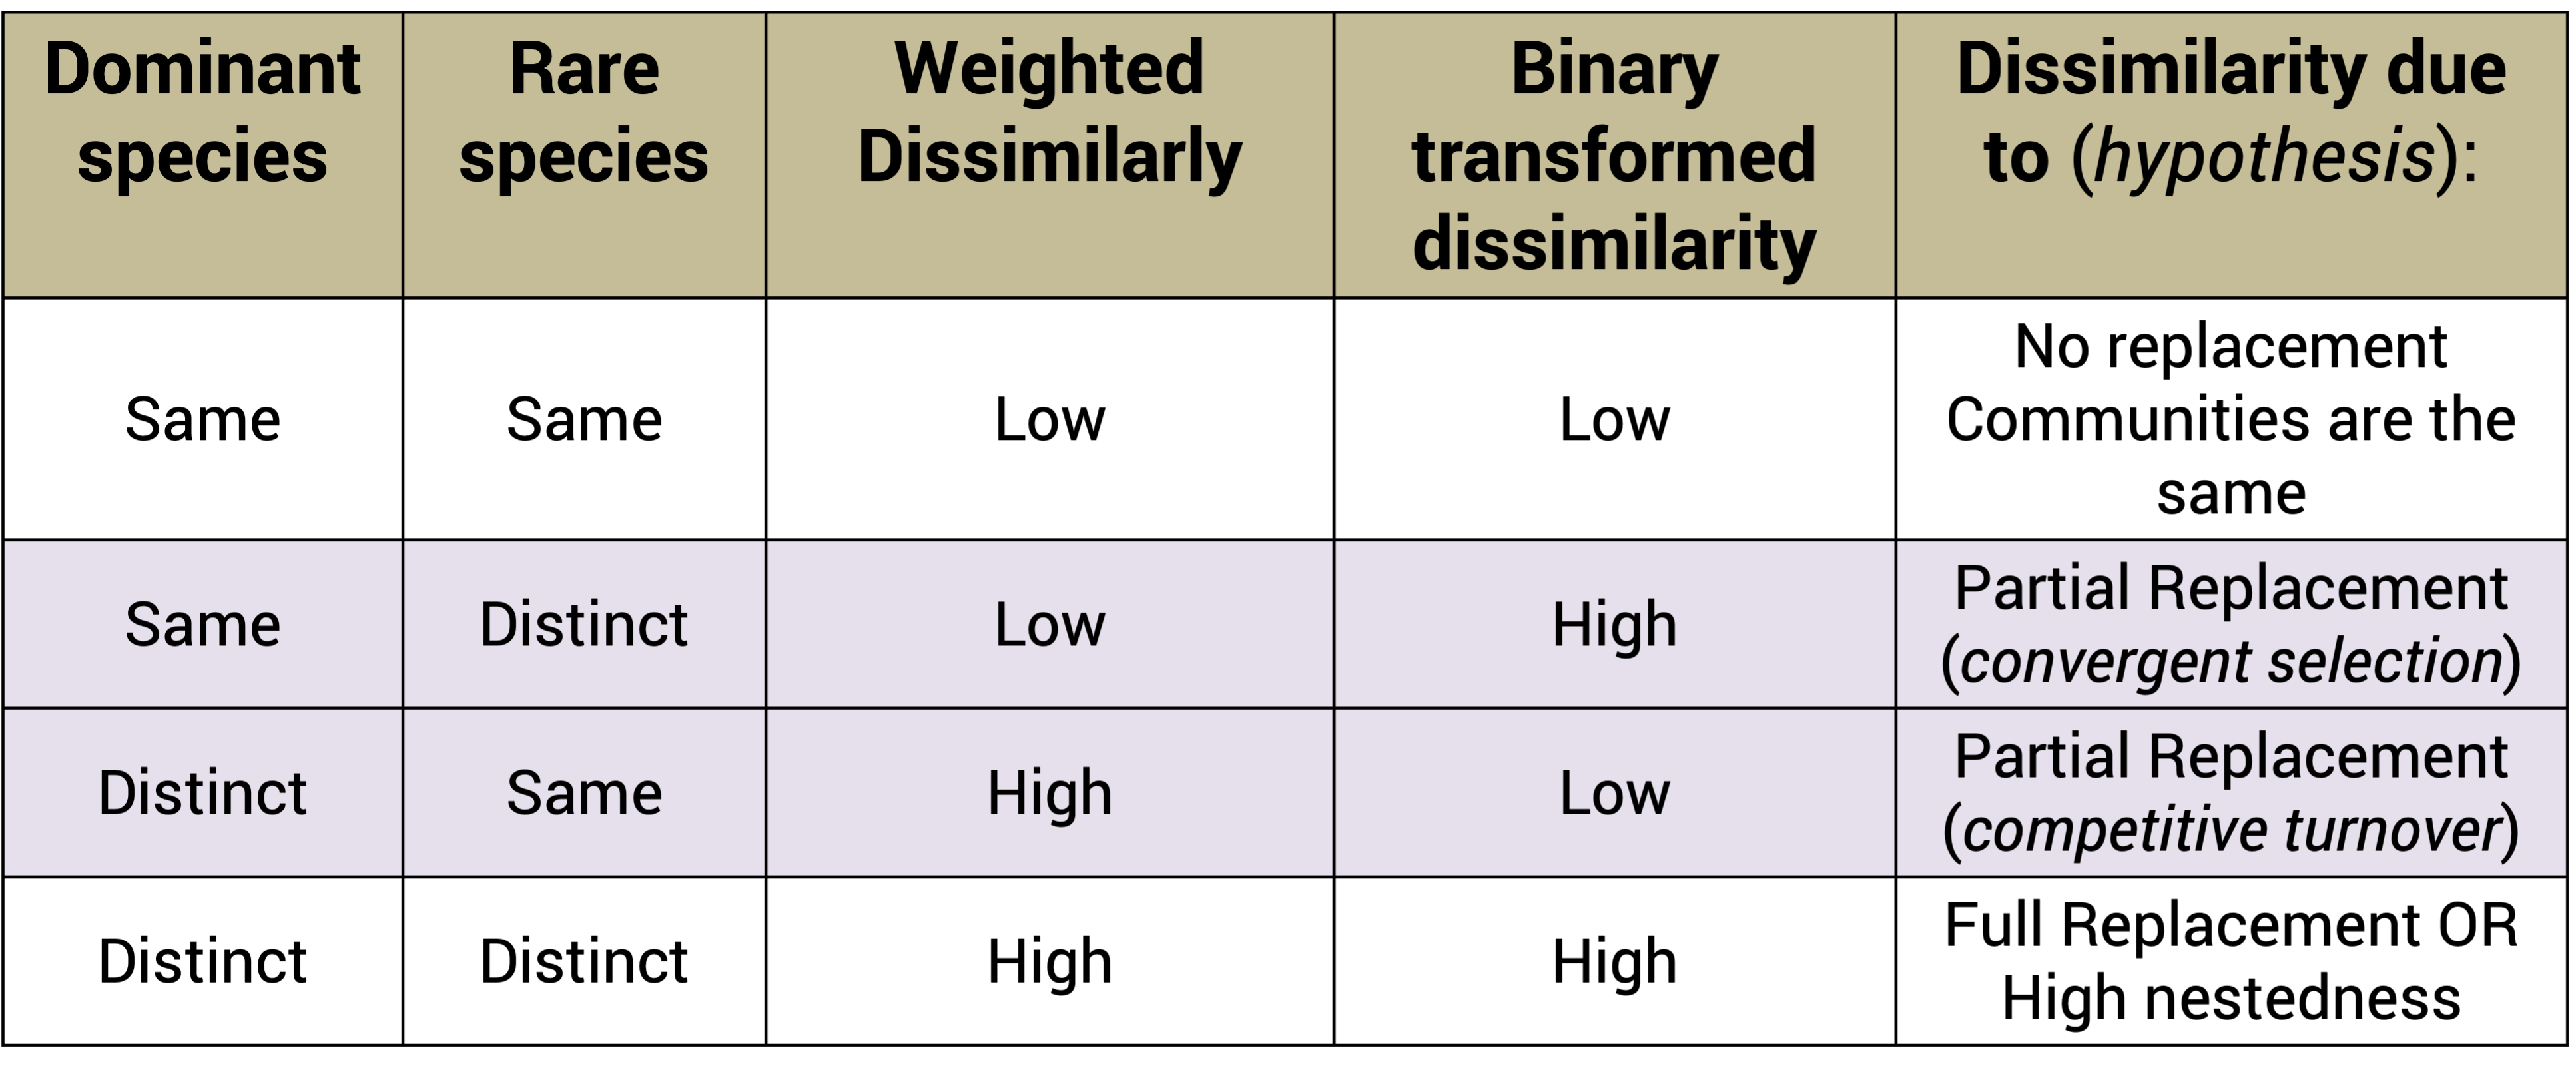 Dominant
species
Rare
species
Weighted
Dissimilarly
Binary
transformed
dissimilarity
Dissimilarity due
to (hypothesis):
Same
Same
Low
Low
No replacement
Communities are the
same
Same
Distinct
Low
High
Partial Replacement
(convergent selection)
Distinct
Same
High
Low
Partial Replacement
(competitive turnover)
Distinct
Distinct
High
High
Full Replacement OR
High nestedness